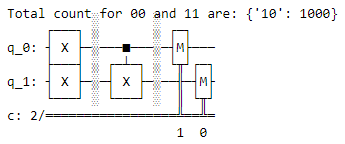 Total count for 00 and 11 are: {'10': 1000}
q_0: X M
q_1: X X M
c: 2/
1 0